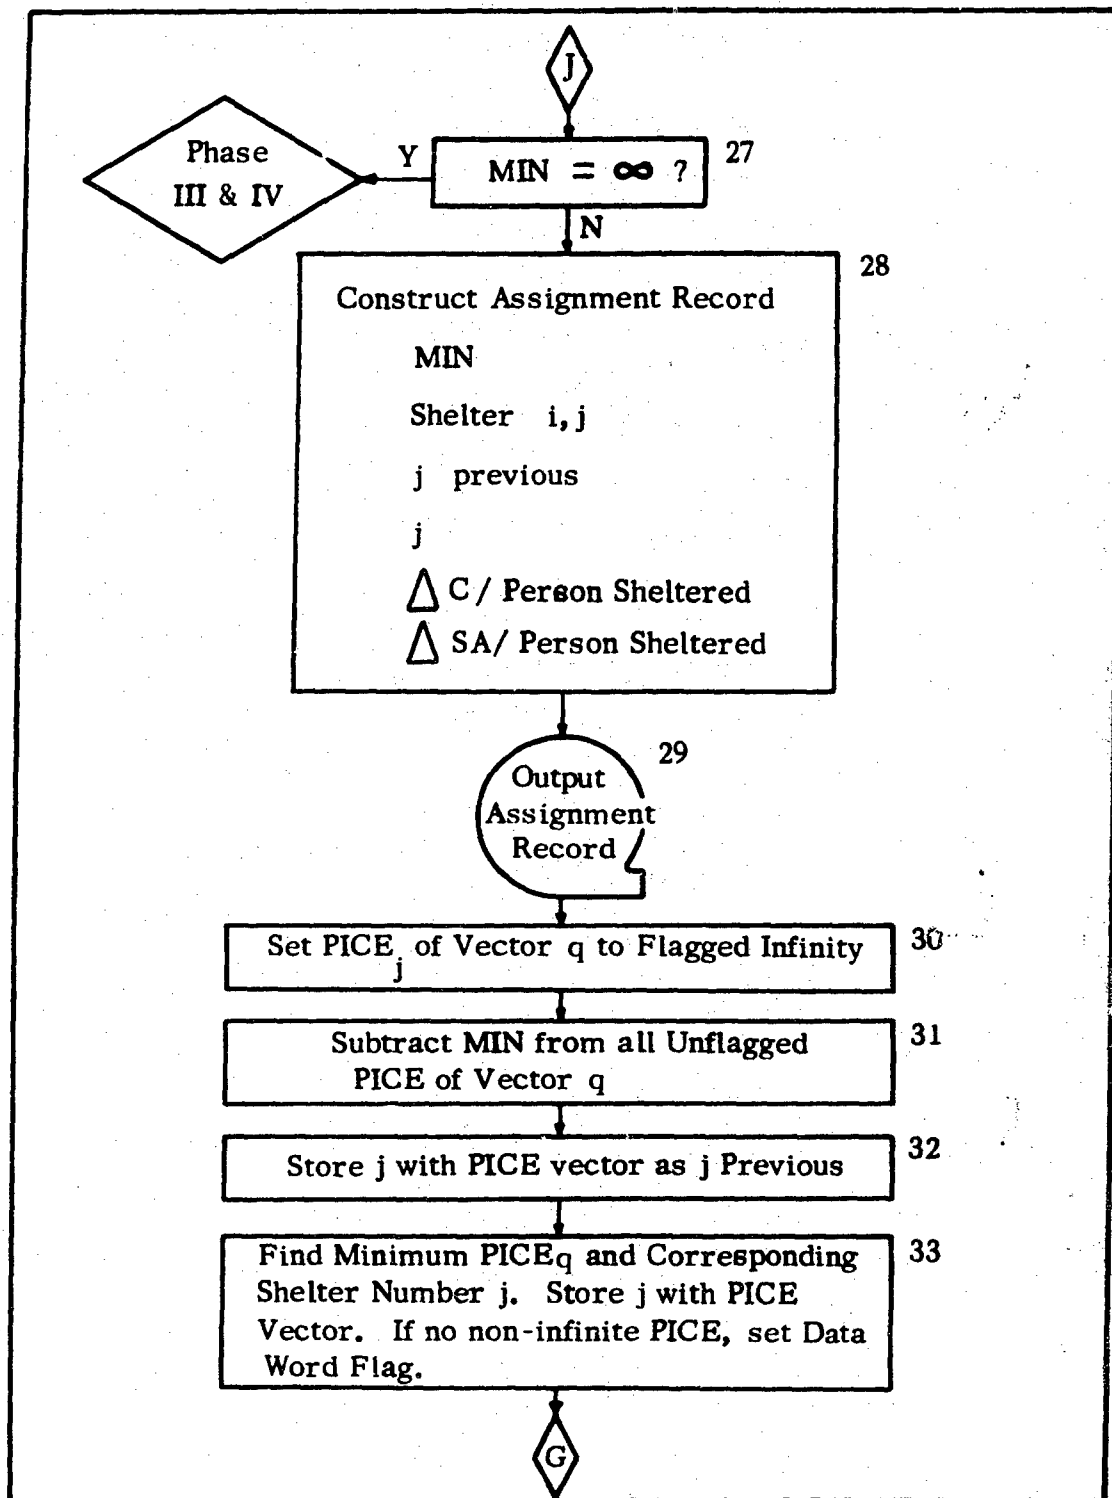 J
Phase
III & IV
Y
MIN = ∞ ?
27
N
28
Construct Assignment Record
MIN
Shelter i, j
j previous
j
Δ C / Person Sheltered
Δ SA / Person Sheltered
29
Output
Assignment
Record
Set PICE_j of Vector q to Flagged Infinity
30
Subtract MIN from all Unflagged
PICE of Vector q
31
Store j with PICE vector as j Previous
32
Find Minimum PICEq and Corresponding
Shelter Number j. Store j with PICE
Vector. If no non-infinite PICE, set Data
Word Flag.
33
G